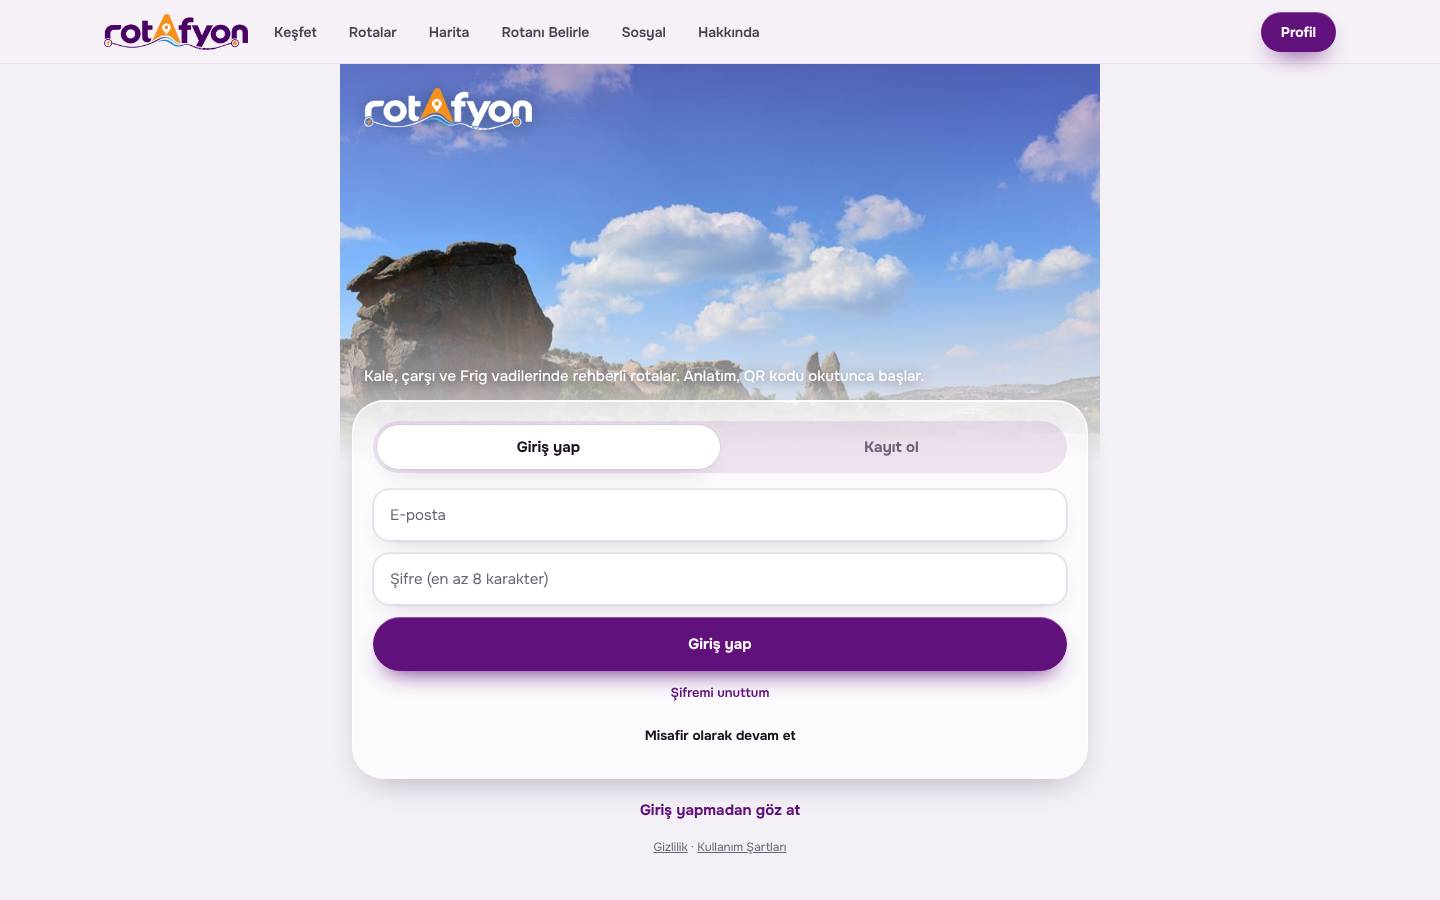 rotAfyon
Keşfet
Rotalar
Harita
Rotanı Belirle
Sosyal
Hakkında
Profil
rotAfyon
Kale, çarşı ve Frig vadilerinde rehberli rotalar. Anlatım, QR kodu okutunca başlar.
Giriş yap
Kayıt ol
E-posta
Şifre (en az 8 karakter)
Giriş yap
Şifremi unuttum
Misafir olarak devam et
Giriş yapmadan göz at
Gizlilik · Kullanım Şartları